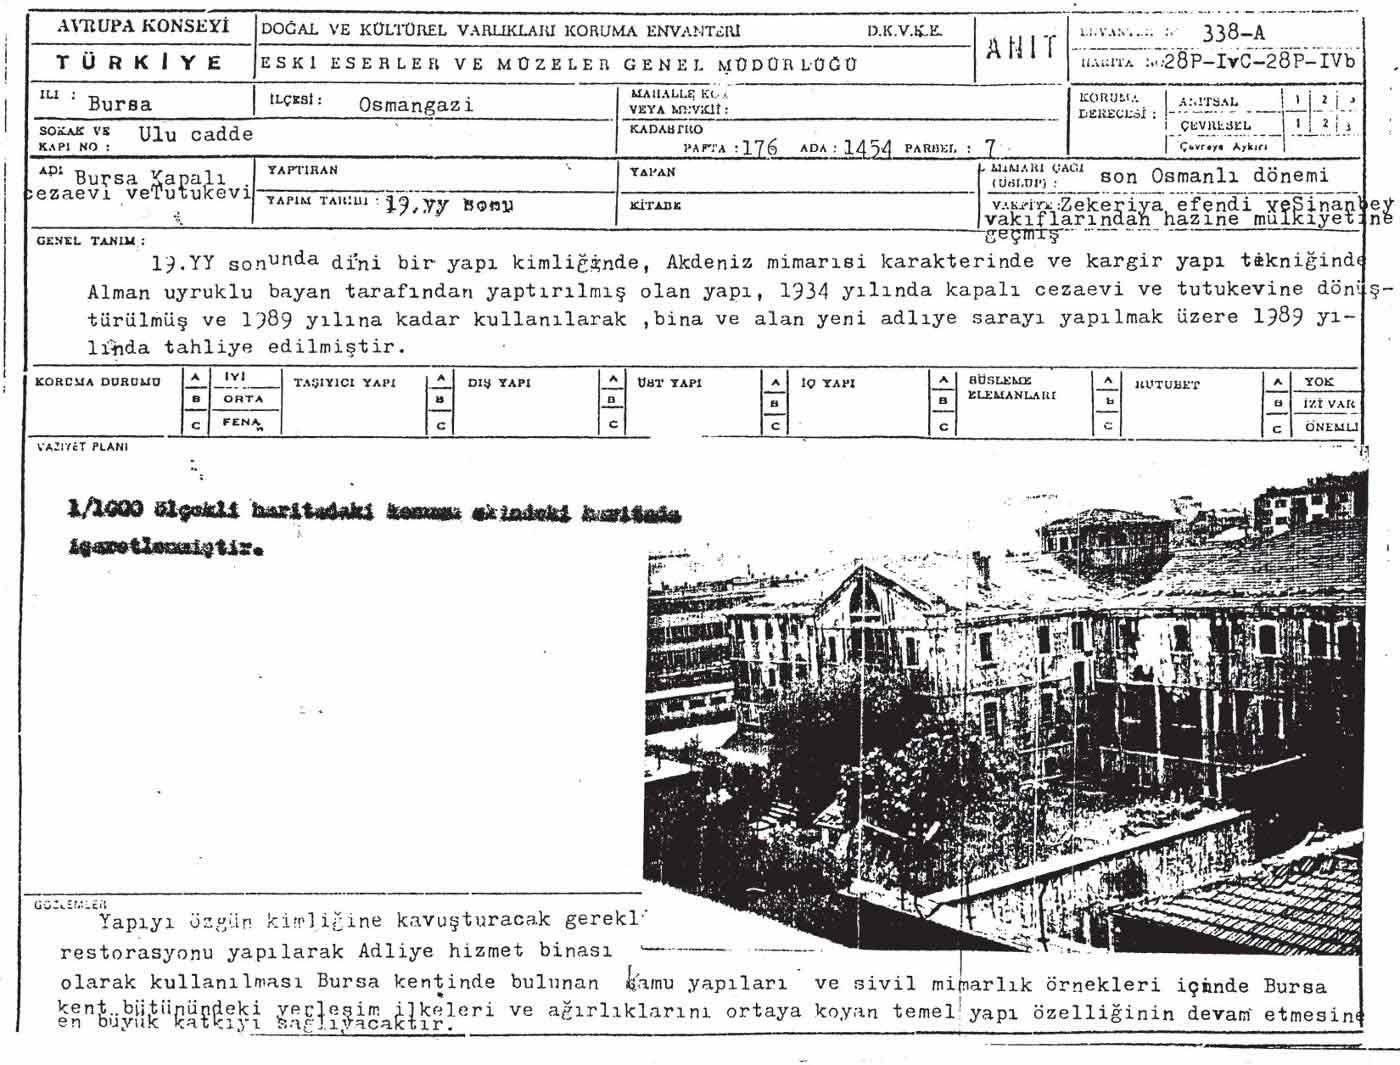 AVRUPA KONSEYİ
TÜRKİYE
DOĞAL VE KÜLTÜREL VARLIKLARI KORUMA ENVANTERİ D.K.V.K.E.
ESKİ ESERLER VE MÜZELER GENEL MÜDÜRLÜĞÜ
ANIT
ENVANTER 338-A
HARİTA NO 28P-IvC-28P-IVb
İLİ : Bursa
İLÇESİ : Osmangazi
MAHALLE
VEYA MEVKİİ :
KORUMA
DERECESİ :
ANITSAL 1 2 3
ÇEVRESEL 1 2 3
Çevreye Aykırı
SOKAK VE
KAPI NO : Ulu cadde
KADASTRO
PAFTA : 176 ADA : 1454 PARSEL : 7
ADI Bursa Kapalı
cezaevi veTutukevi
YAPTIRAN
YAPIM TARİHİ : 19.yy sonu
YAPAN
KİTABE
MİMARİ ÇAĞI
(ÜSLUP) : son Osmanlı dönemi
VAKFİYE: Zekeriya efendi veSinanbey
vakıflarından hazine mülkiyetine
geçmiş
GENEL TANIM :
19.YY sonunda dini bir yapı kimliğinde, Akdeniz mimarisi karakterinde ve kargir yapı tekniğinde
Alman uyruklu bayan tarafından yaptırılmış olan yapı, 1934 yılında kapalı cezaevi ve tutukevine dönüş-
türülmüş ve 1989 yılına kadar kullanılarak ,bina ve alan yeni adliye sarayı yapılmak üzere 1989 yı-
lında tahliye edilmiştir.
KORUMA DURUMU A B C İYİ ORTA FENA
TAŞIYICI YAPI A B C
DIŞ YAPI A B C
ÜST YAPI A B C
İÇ YAPI A B C
SÜSLEME
ELEMANLARI A B C
RUTUBET A B C YOK İZİ VAR ÖNEMLİ
VAZİYET PLANI
1/1000 ölçekli haritadaki konumu ekindeki haritada
işaretlenmiştir.
GÖZLEMLER
Yapıyı özgün kimliğine kavuşturacak gerekl
restorasyonu yapılarak Adliye hizmet binası
olarak kullanılması Bursa kentinde bulunan kamu yapıları ve sivil mimarlık örnekleri içinde Bursa
kent bütünündeki yerleşim ilkeleri ve ağırlıklarını ortaya koyan temel yapı özelliğinin devam etmesine
en büyük katkıyı sağlıyacaktır.